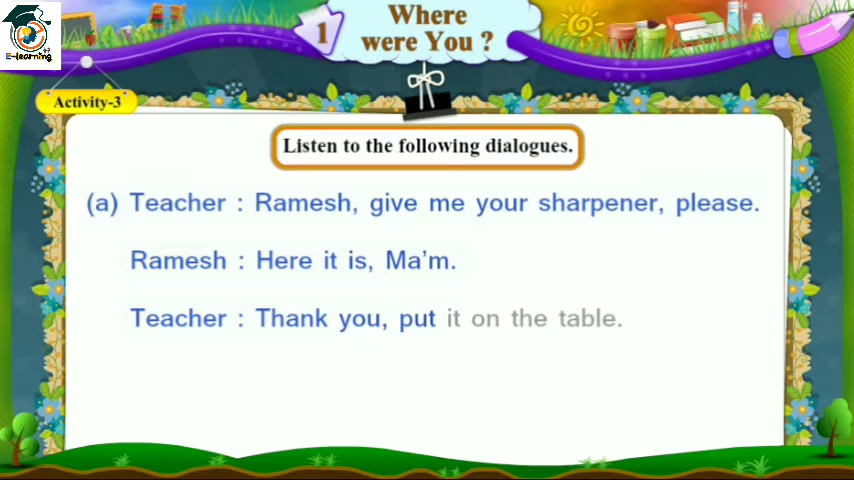 E-learning
1
Where
were You ?
Activity-3
Listen to the following dialogues.
(a) Teacher : Ramesh, give me your sharpener, please.
Ramesh : Here it is, Ma'm.
Teacher : Thank you, put it on the table.